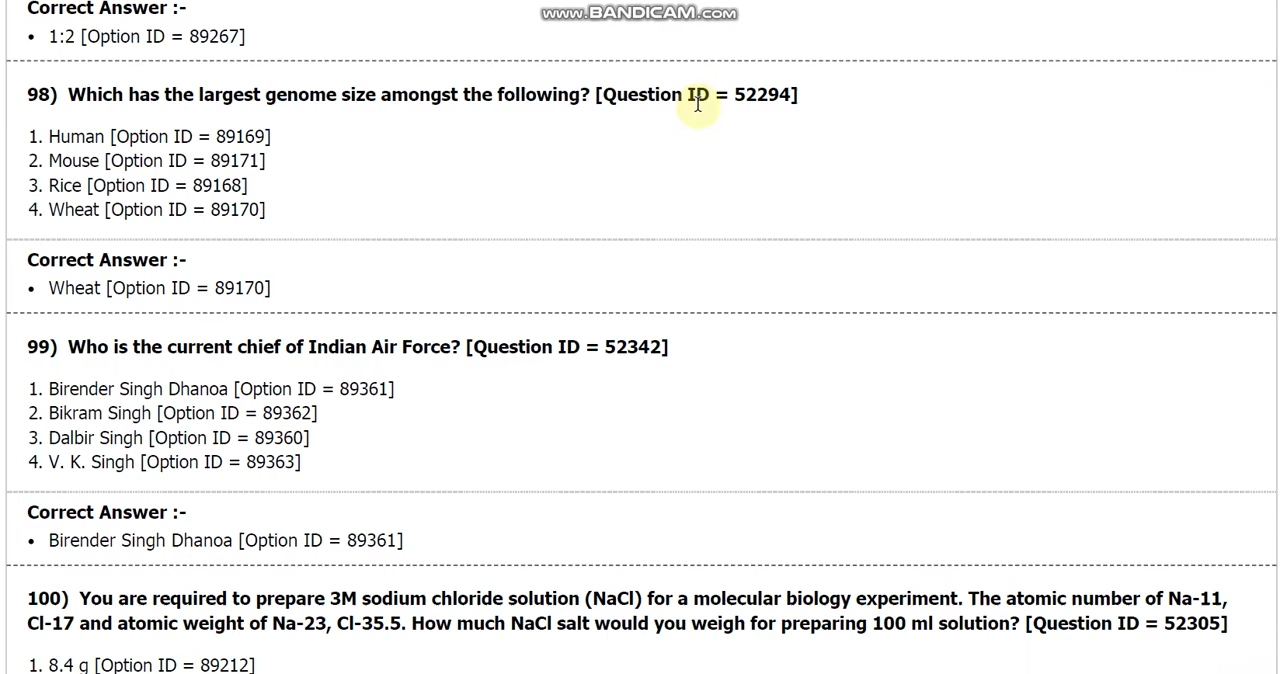 Correct Answer :-
www.BANDICAM.com
• 1:2 [Option ID = 89267]
98) Which has the largest genome size amongst the following? [Question ID = 52294]
1. Human [Option ID = 89169]
2. Mouse [Option ID = 89171]
3. Rice [Option ID = 89168]
4. Wheat [Option ID = 89170]
Correct Answer :-
• Wheat [Option ID = 89170]
99) Who is the current chief of Indian Air Force? [Question ID = 52342]
1. Birender Singh Dhanoa [Option ID = 89361]
2. Bikram Singh [Option ID = 89362]
3. Dalbir Singh [Option ID = 89360]
4. V. K. Singh [Option ID = 89363]
Correct Answer :-
• Birender Singh Dhanoa [Option ID = 89361]
100) You are required to prepare 3M sodium chloride solution (NaCl) for a molecular biology experiment. The atomic number of Na-11,
Cl-17 and atomic weight of Na-23, Cl-35.5. How much NaCl salt would you weigh for preparing 100 ml solution? [Question ID = 52305]
1. 8.4 g [Option ID = 89212]